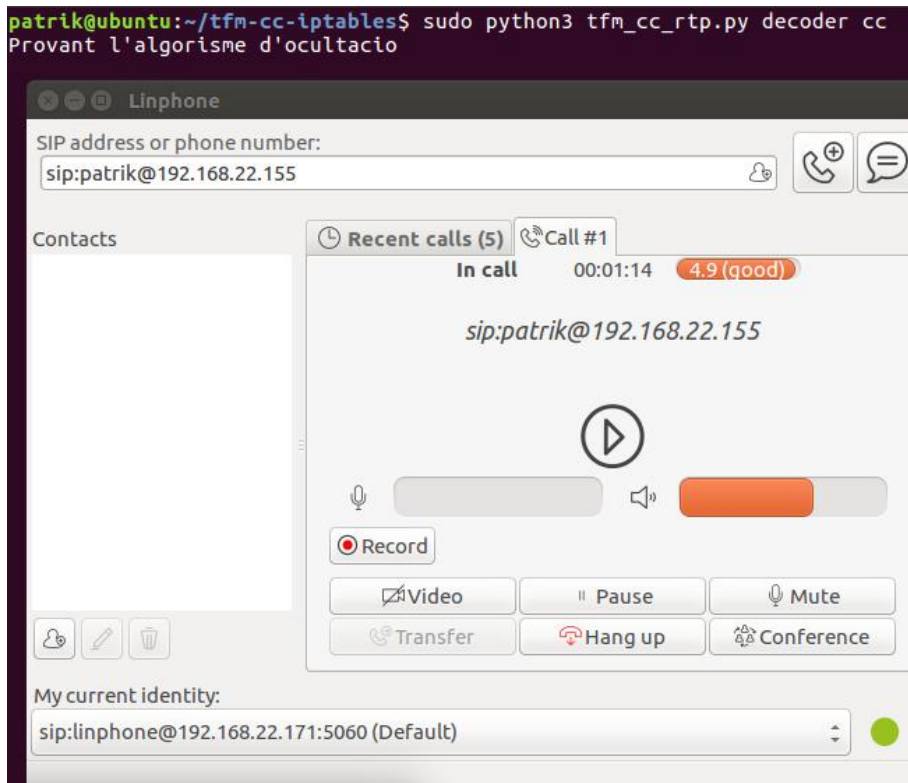 patrik@ubuntu:~/tfm-cc-iptables$ sudo python3 tfm_cc_rtp.py decoder cc
Provant l'algorisme d'ocultacio
Linphone
SIP address or phone number:
sip:patrik@192.168.22.155
Contacts
Recent calls (5) Call #1
In call 00:01:14 4.9 (good)
sip:patrik@192.168.22.155
Record
Video Pause Mute
Transfer Hang up Conference
My current identity:
sip:linphone@192.168.22.171:5060 (Default)